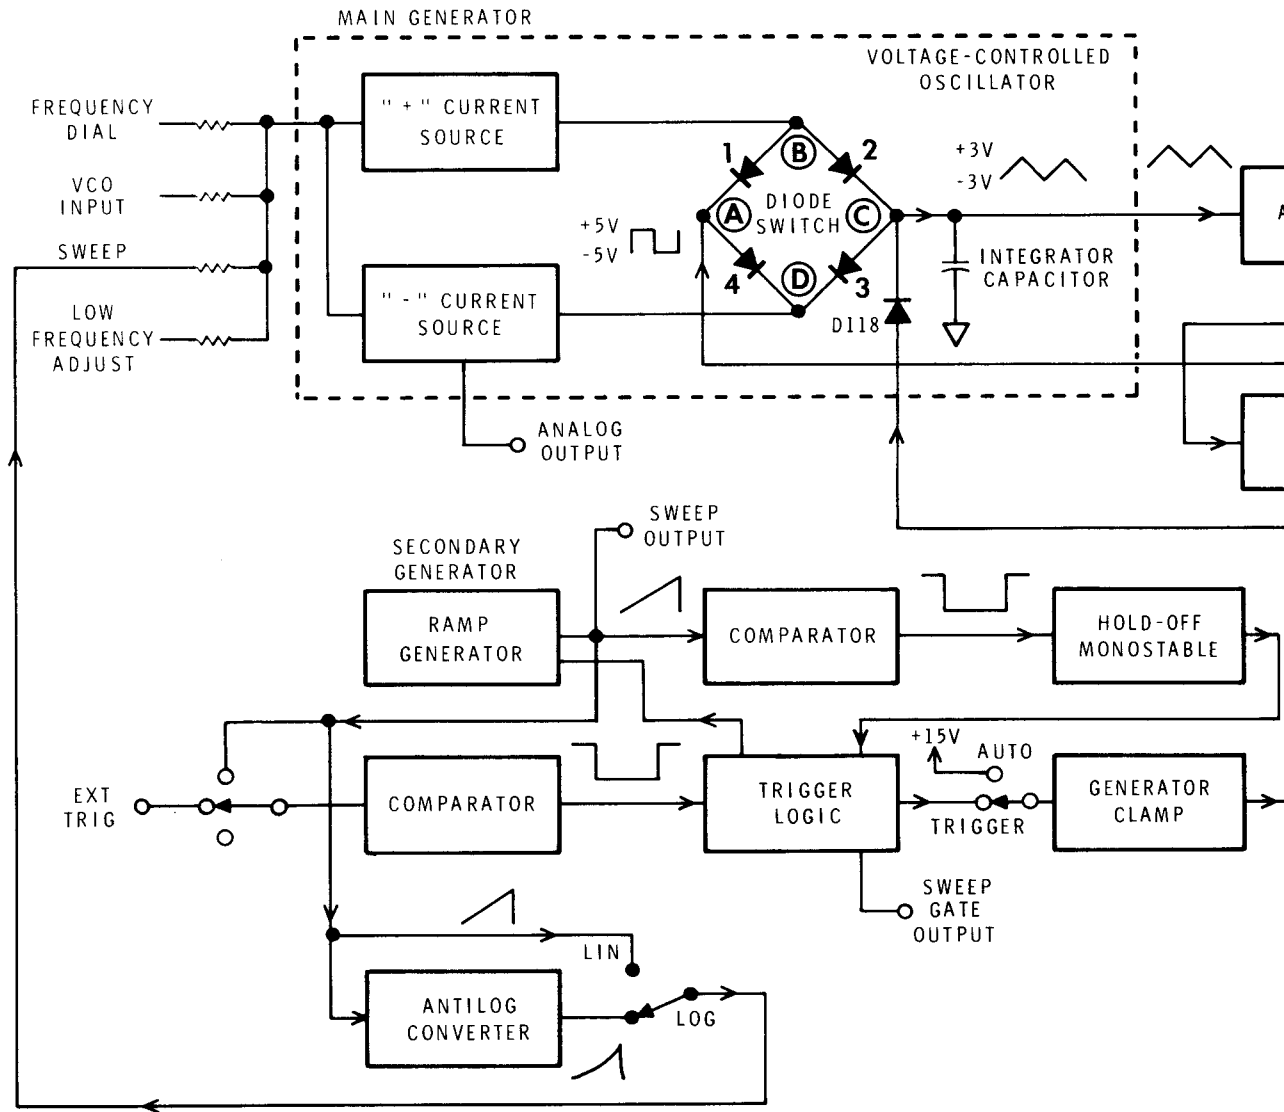 MAIN GENERATOR
VOLTAGE-CONTROLLED
OSCILLATOR
FREQUENCY
DIAL
"+" CURRENT
SOURCE
1
B
2
+3V
-3V
VCO
INPUT
A
DIODE
SWITCH
C
A
+5V
-5V
SWEEP
INTEGRATOR
CAPACITOR
4
D
3
"-" CURRENT
SOURCE
D118
LOW
FREQUENCY
ADJUST
ANALOG
OUTPUT
SWEEP
OUTPUT
SECONDARY
GENERATOR
RAMP
GENERATOR
COMPARATOR
HOLD-OFF
MONOSTABLE
+15V
AUTO
EXT
TRIG
COMPARATOR
TRIGGER
LOGIC
TRIGGER
GENERATOR
CLAMP
SWEEP
GATE
OUTPUT
LIN
ANTILOG
CONVERTER
LOG